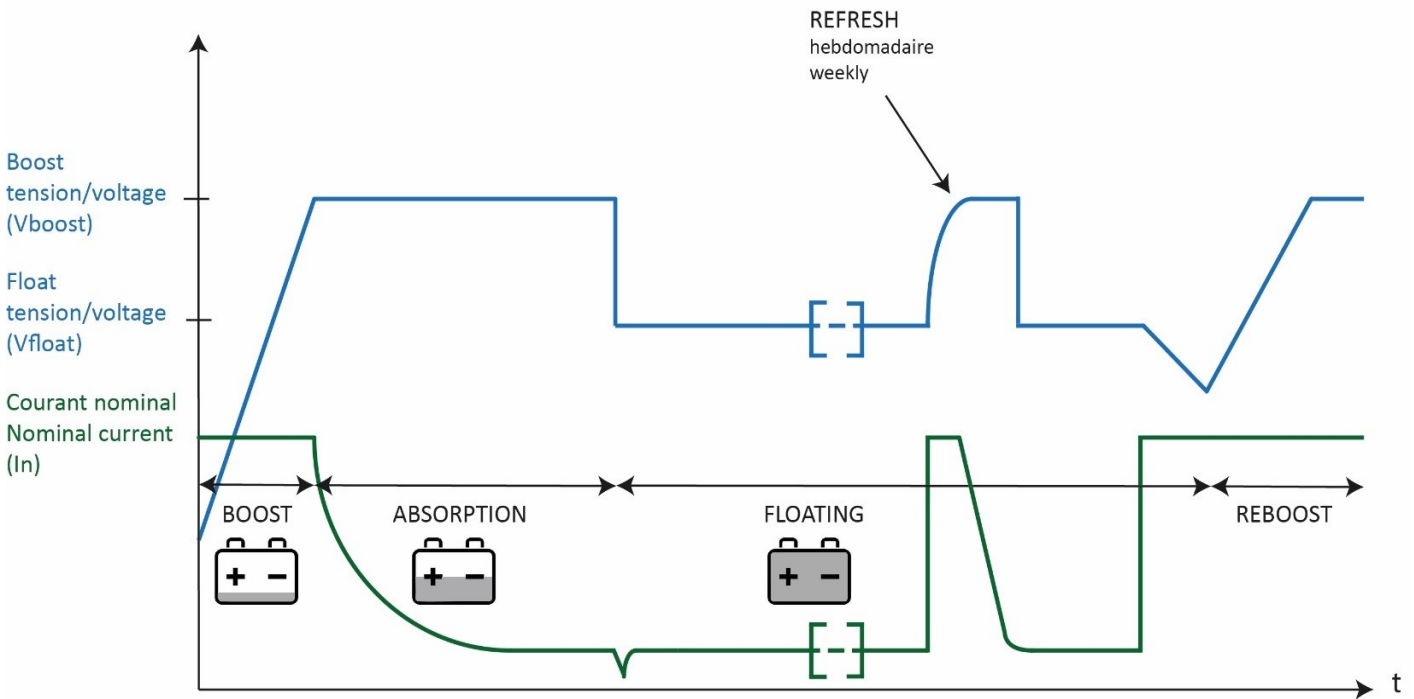 REFRESH
hebdomadaire
weekly
Boost
tension/voltage
(Vboost)
Float
tension/voltage
(Vfloat)
Courant nominal
Nominal current
(In)
BOOST
ABSORPTION
FLOATING
REBOOST
+ -
+ -
+ -
t